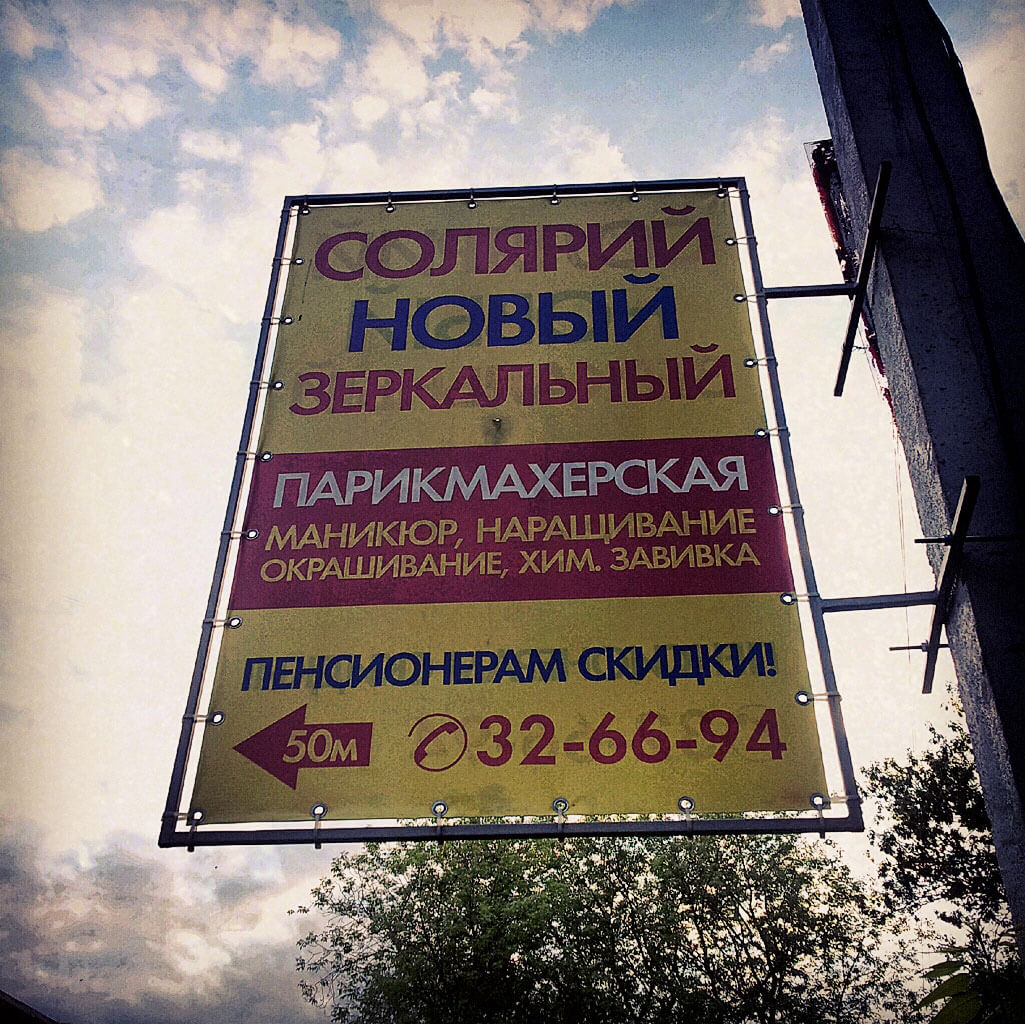 СОЛЯРИЙ
НОВЫЙ
ЗЕРКАЛЬНЫЙ
ПАРИКМАХЕРСКАЯ
МАНИКЮР, НАРАЩИВАНИЕ
ОКРАШИВАНИЕ, ХИМ. ЗАВИВКА
ПЕНСИОНЕРАМ СКИДКИ!
50м 32-66-94